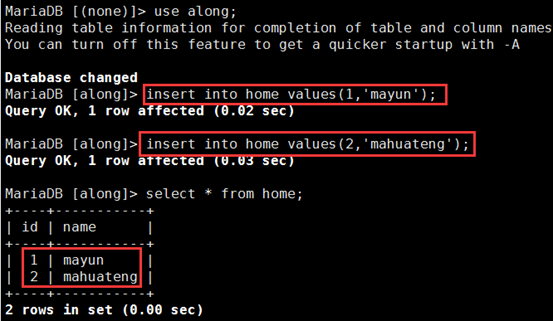 MariaDB [(none)]> use along;
Reading table information for completion of table and column names
You can turn off this feature to get a quicker startup with -A
Database changed
MariaDB [along]> insert into home values(1,'mayun');
Query OK, 1 row affected (0.02 sec)
MariaDB [along]> insert into home values(2,'mahuateng');
Query OK, 1 row affected (0.03 sec)
MariaDB [along]> select * from home;
+----+-----------+
| id | name      |
+----+-----------+
|  1 | mayun     |
|  2 | mahuateng |
+----+-----------+
2 rows in set (0.00 sec)